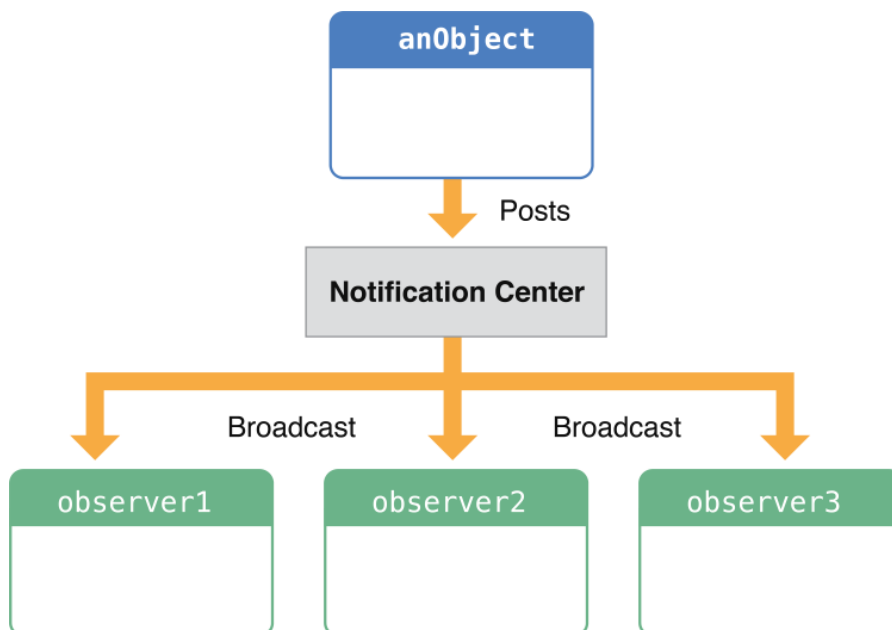 anObject
Posts
Notification Center
Broadcast
Broadcast
observer1
observer2
observer3